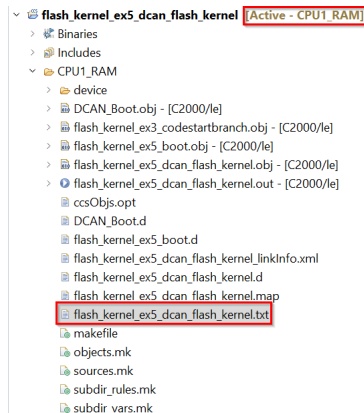 flash_kernel_ex5_dcan_flash_kernel [Active - CPU1_RAM]
Binaries
Includes
CPU1_RAM
device
DCAN_Boot.obj - [C2000/le]
flash_kernel_ex3_codestartbranch.obj - [C2000/le]
flash_kernel_ex5_boot.obj - [C2000/le]
flash_kernel_ex5_dcan_flash_kernel.obj - [C2000/le]
flash_kernel_ex5_dcan_flash_kernel.out - [C2000/le]
ccsObjs.opt
DCAN_Boot.d
flash_kernel_ex5_boot.d
flash_kernel_ex5_dcan_flash_kernel_linkInfo.xml
flash_kernel_ex5_dcan_flash_kernel.d
flash_kernel_ex5_dcan_flash_kernel.map
flash_kernel_ex5_dcan_flash_kernel.txt
makefile
objects.mk
sources.mk
subdir_rules.mk
subdir_vars.mk